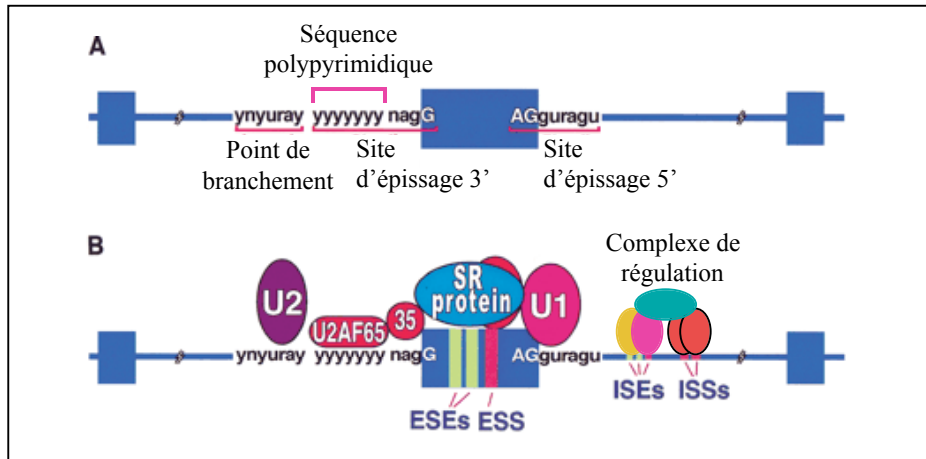 A
Séquence
polypyrimidique
ynyuray yyyyyyy nagG AGguragu
Point de
branchement
Site
d'épissage 3'
Site
d'épissage 5'
B
Complexe de
régulation
U2
U2AF65
35
SR
protein
U1
ynyuray yyyyyyy nagG AGguragu
ESEs ESS
ISEs ISSs